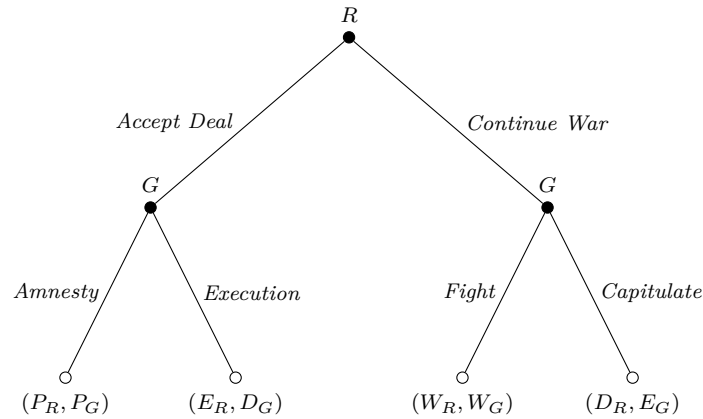 R
Accept Deal
Continue War
G
G
Amnesty
Execution
Fight
Capitulate
(P_R, P_G)
(E_R, D_G)
(W_R, W_G)
(D_R, E_G)